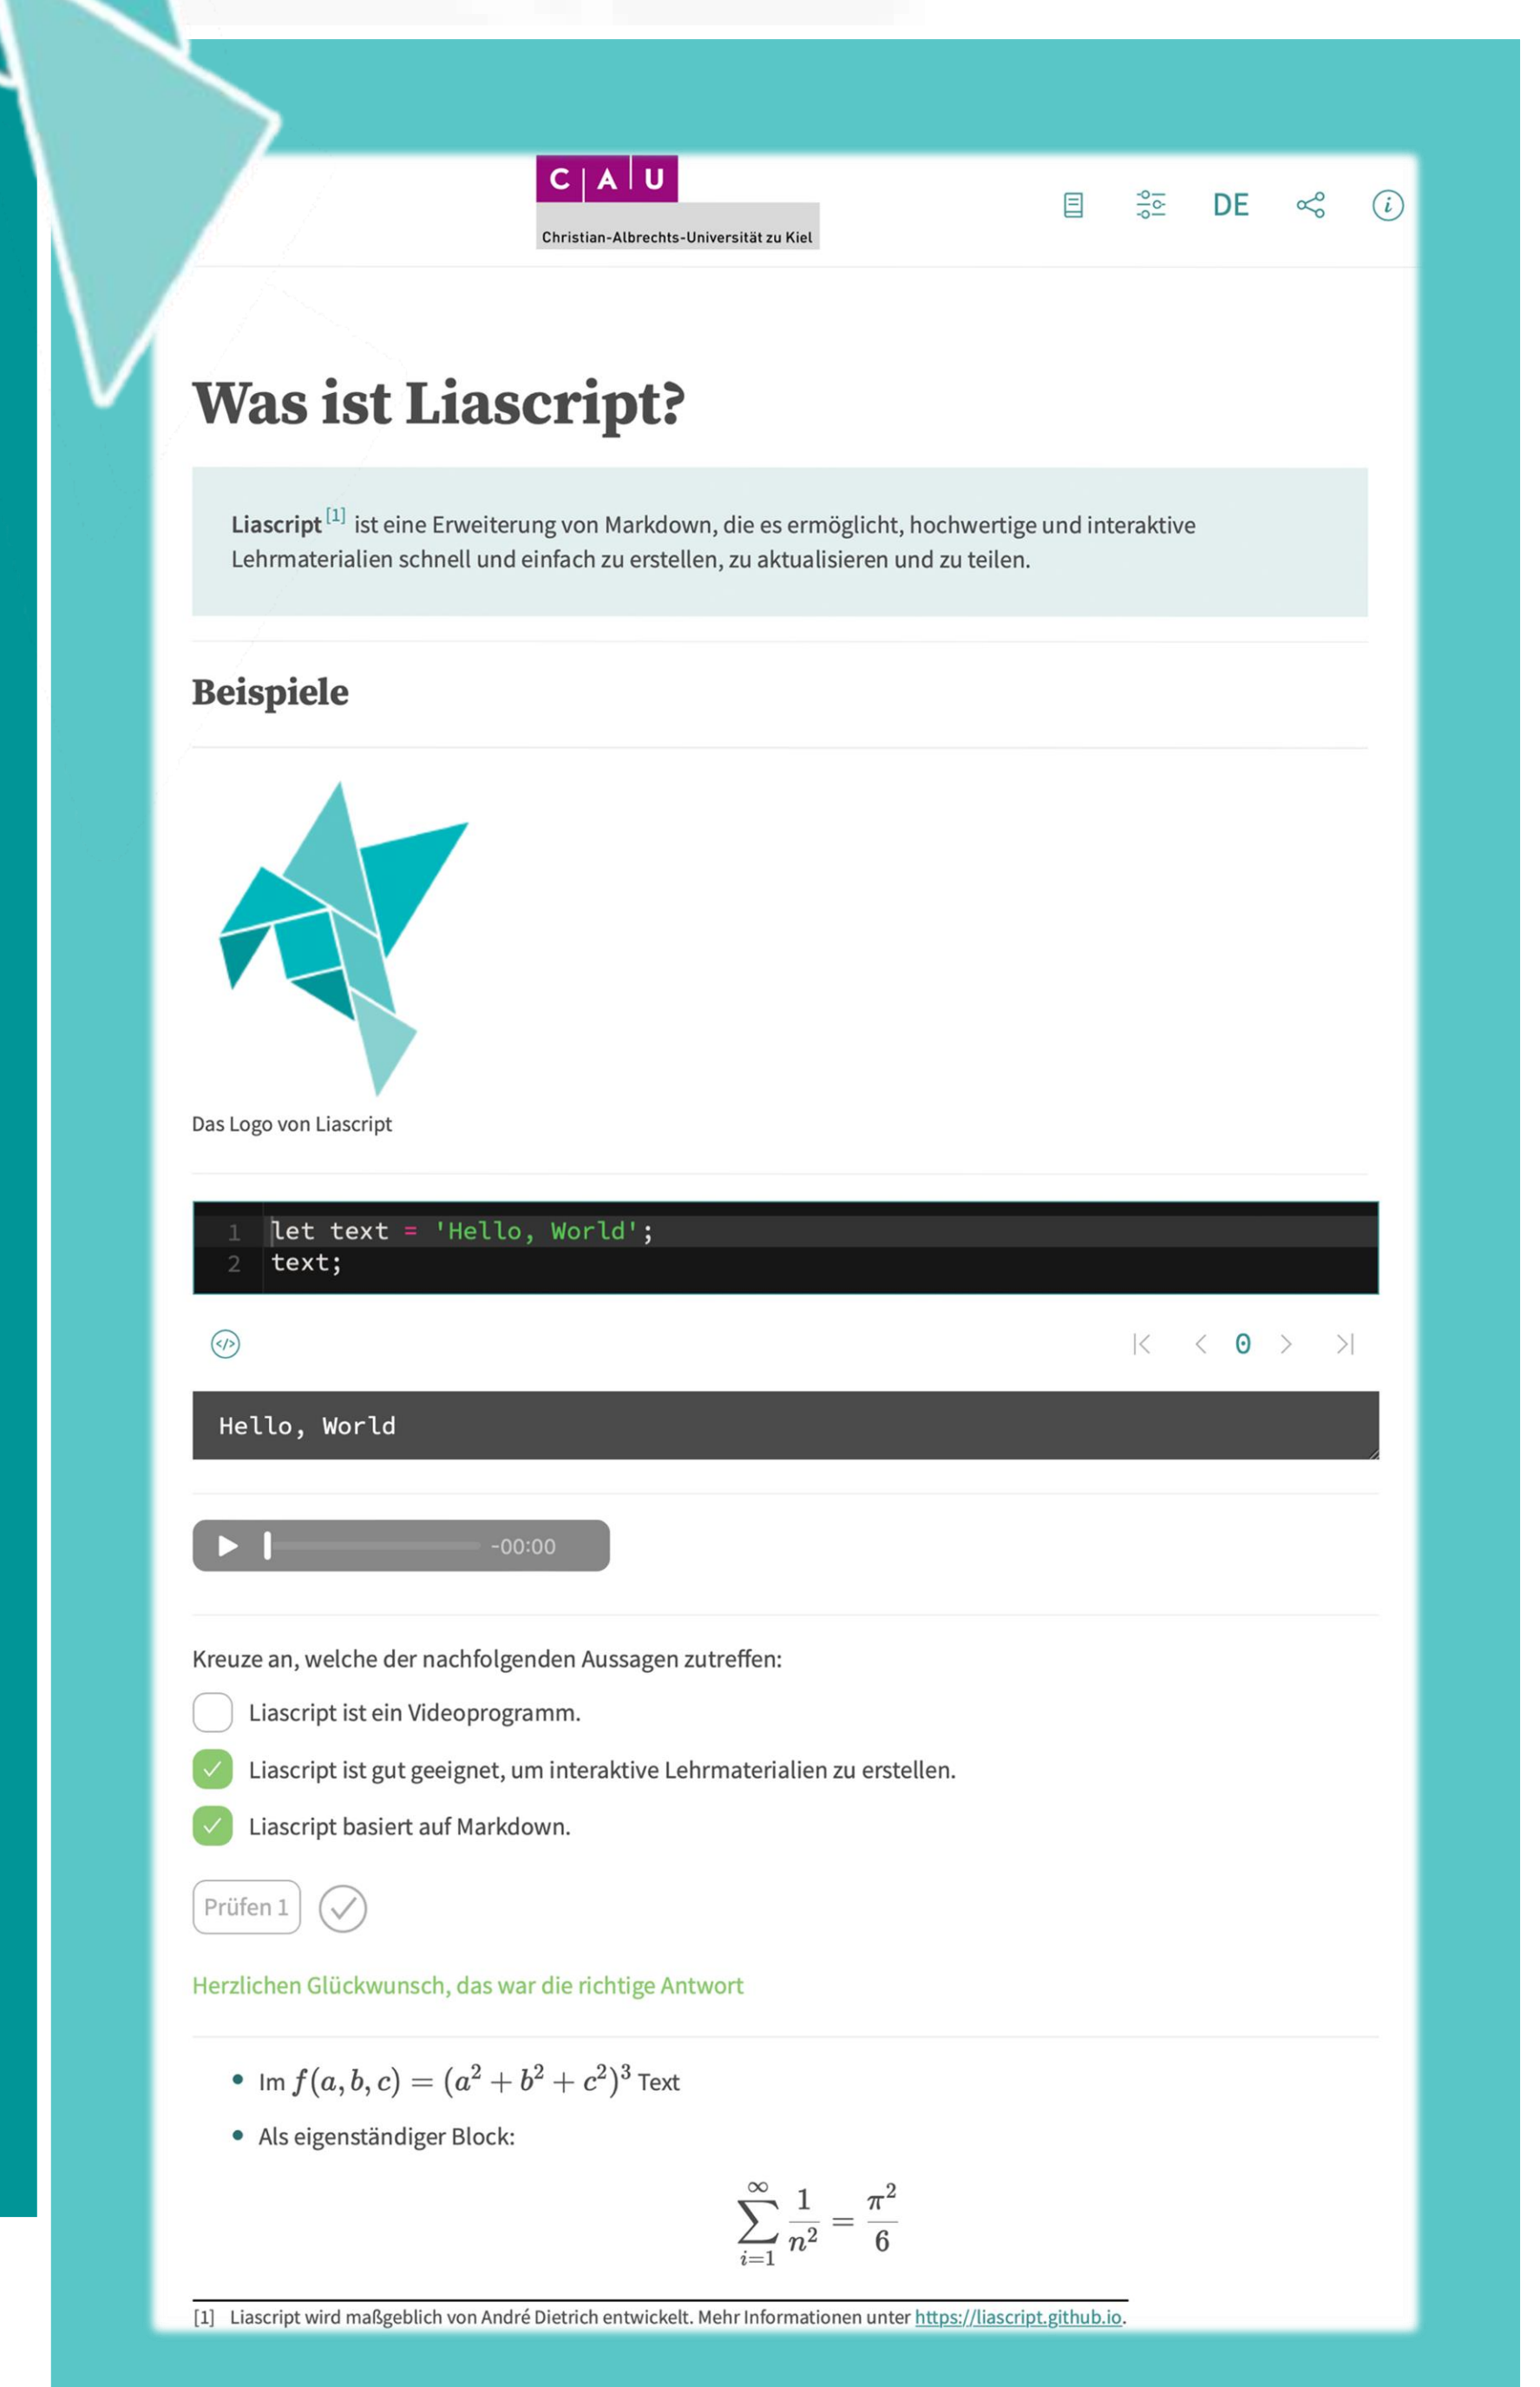 C A U
Christian-Albrechts-Universität zu Kiel
DE
Was ist Liascript?
Liascript [1] ist eine Erweiterung von Markdown, die es ermöglicht, hochwertige und interaktive
Lehrmaterialien schnell und einfach zu erstellen, zu aktualisieren und zu teilen.
Beispiele
Das Logo von Liascript
1 let text = 'Hello, World';
2 text;
0
Hello, World
-00:00
Kreuze an, welche der nachfolgenden Aussagen zutreffen:
Liascript ist ein Videoprogramm.
Liascript ist gut geeignet, um interaktive Lehrmaterialien zu erstellen.
Liascript basiert auf Markdown.
Prüfen 1
Herzlichen Glückwunsch, das war die richtige Antwort
• Im f(a, b, c) = (a² + b² + c²)³ Text
• Als eigenständiger Block:
∑_{i=1}^{∞} 1/n² = π²/6
[1] Liascript wird maßgeblich von André Dietrich entwickelt. Mehr Informationen unter https://liascript.github.io.